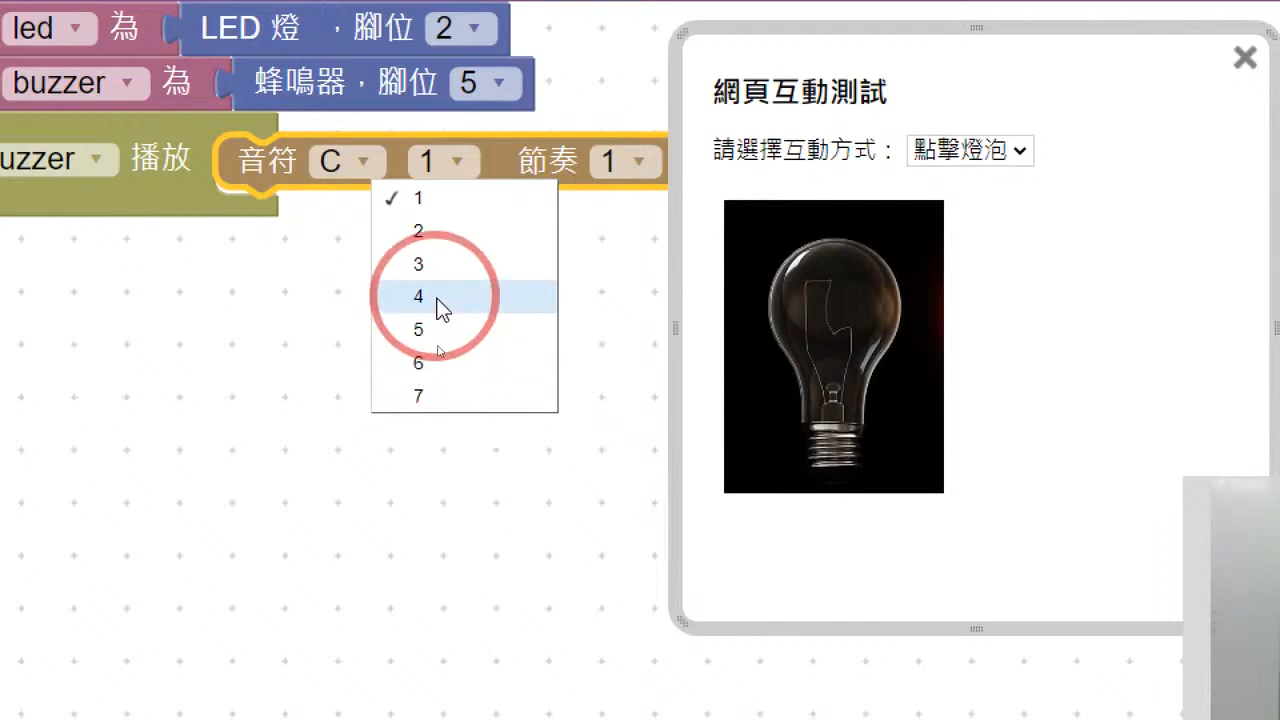 led 為 LED 燈 ，腳位 2
buzzer 為 蜂鳴器，腳位 5
uzzer 播放 音符 C 1 節奏 1
✓ 1
2
3
4
5
6
7
網頁互動測試
請選擇互動方式： 點擊燈泡